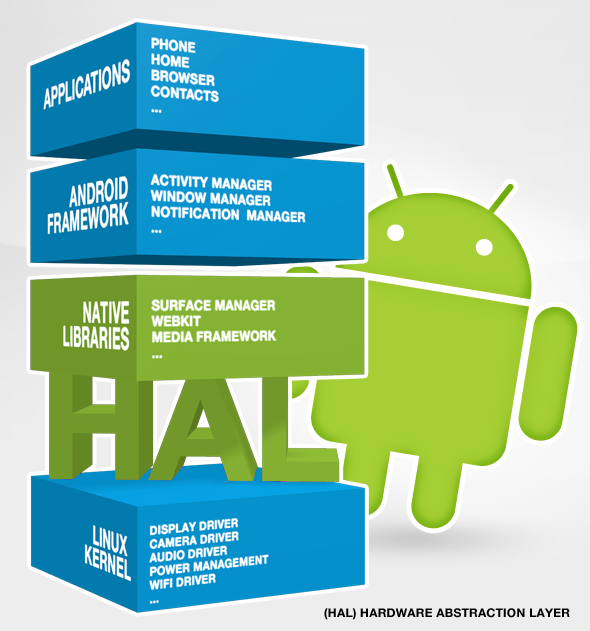 APPLICATIONS
PHONE
HOME
BROWSER
CONTACTS
...
ANDROID
FRAMEWORK
ACTIVITY MANAGER
WINDOW MANAGER
NOTIFICATION MANAGER
...
NATIVE
LIBRARIES
SURFACE MANAGER
WEBKIT
MEDIA FRAMEWORK
...
HAL
LINUX
KERNEL
DISPLAY DRIVER
CAMERA DRIVER
AUDIO DRIVER
POWER MANAGEMENT
WIFI DRIVER
...
(HAL) HARDWARE ABSTRACTION LAYER